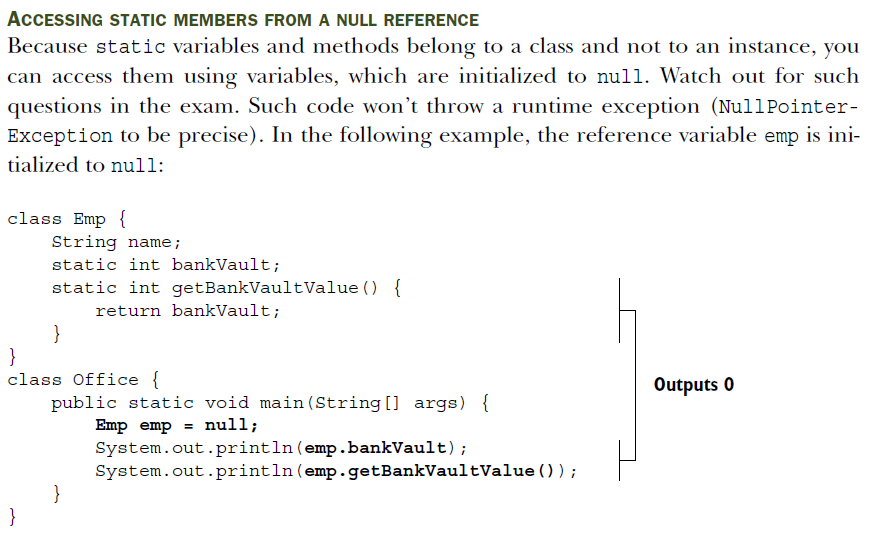 ACCESSING STATIC MEMBERS FROM A NULL REFERENCE
Because static variables and methods belong to a class and not to an instance, you
can access them using variables, which are initialized to null. Watch out for such
questions in the exam. Such code won't throw a runtime exception (NullPointer-
Exception to be precise). In the following example, the reference variable emp is ini-
tialized to null:
class Emp {
    String name;
    static int bankVault;
    static int getBankVaultValue() {
        return bankVault;
    }
}
class Office {
    public static void main(String[] args) {
        Emp emp = null;
        System.out.println(emp.bankVault);
        System.out.println(emp.getBankVaultValue());
    }
}
Outputs 0